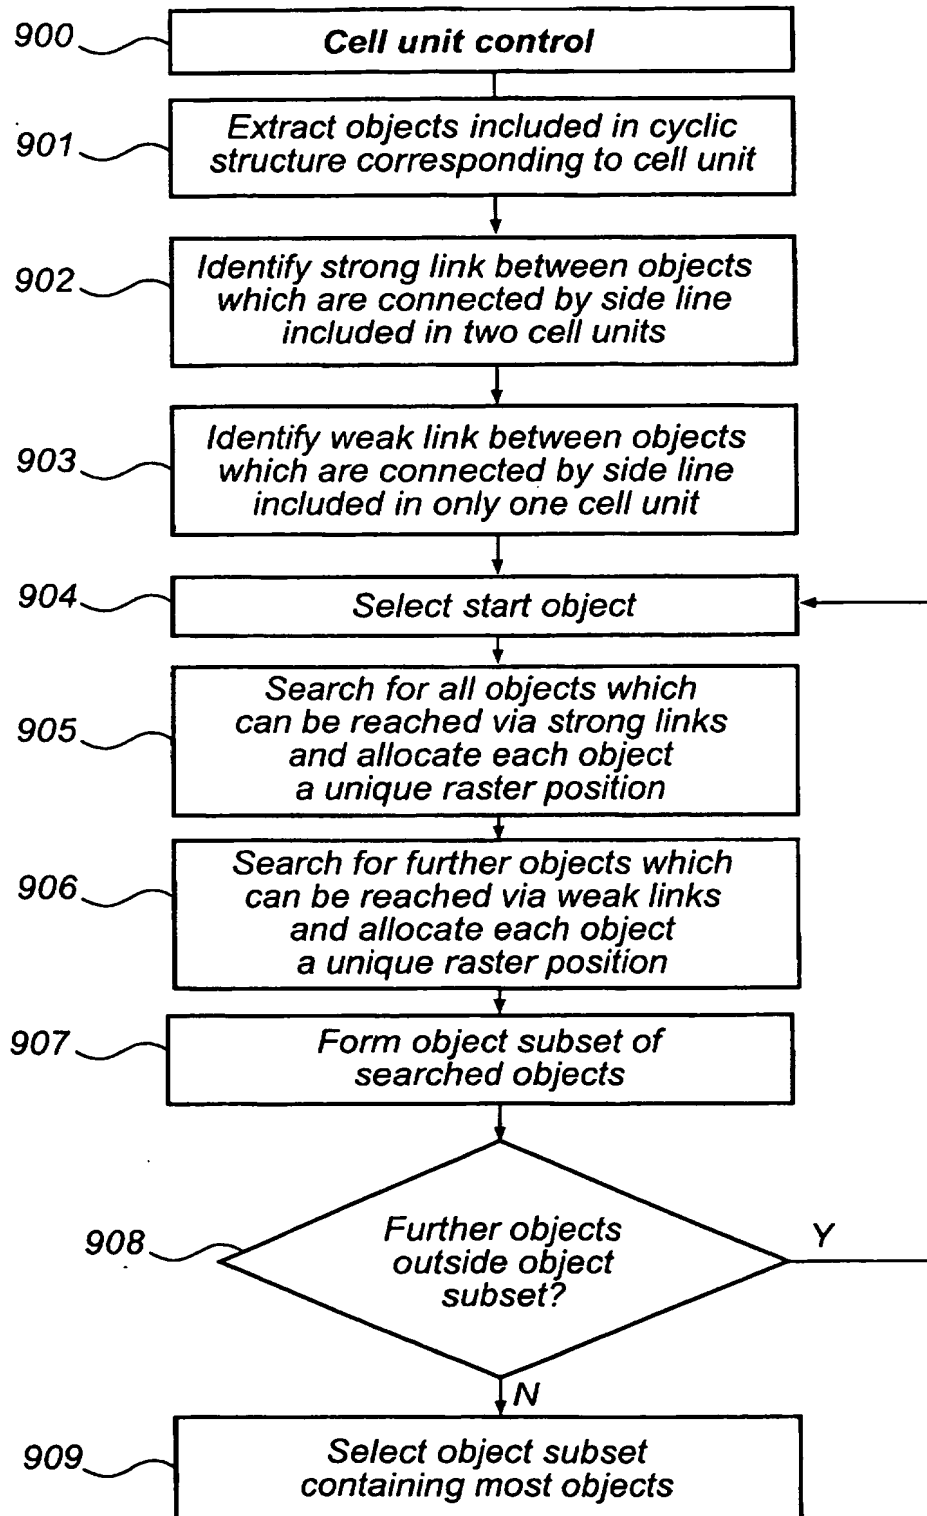 900
Cell unit control
901
Extract objects included in cyclic
structure corresponding to cell unit
902
Identify strong link between objects
which are connected by side line
included in two cell units
903
Identify weak link between objects
which are connected by side line
included in only one cell unit
904
Select start object
905
Search for all objects which
can be reached via strong links
and allocate each object
a unique raster position
906
Search for further objects which
can be reached via weak links
and allocate each object
a unique raster position
907
Form object subset of
searched objects
908
Further objects
outside object
subset?
Y
N
909
Select object subset
containing most objects